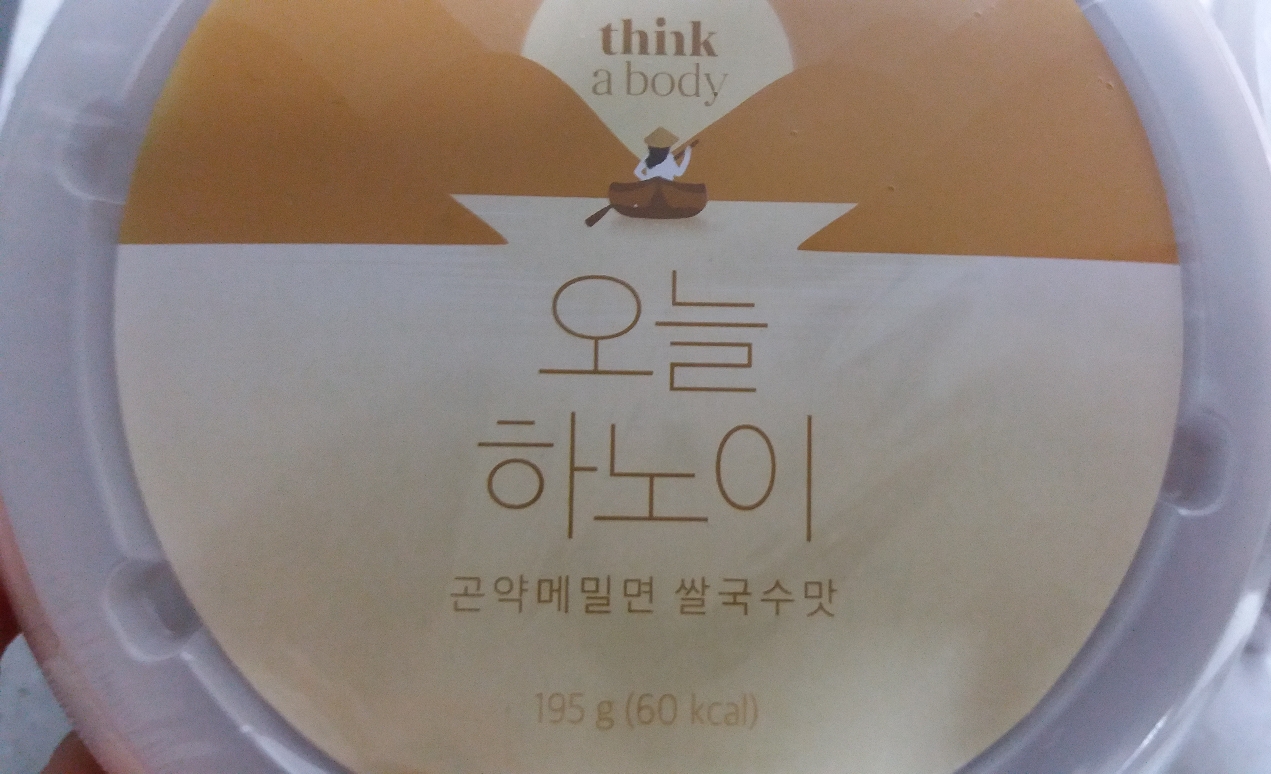 think
a body
오늘
하노이
곤약메밀면 쌀국수맛
195 g (60 kcal)